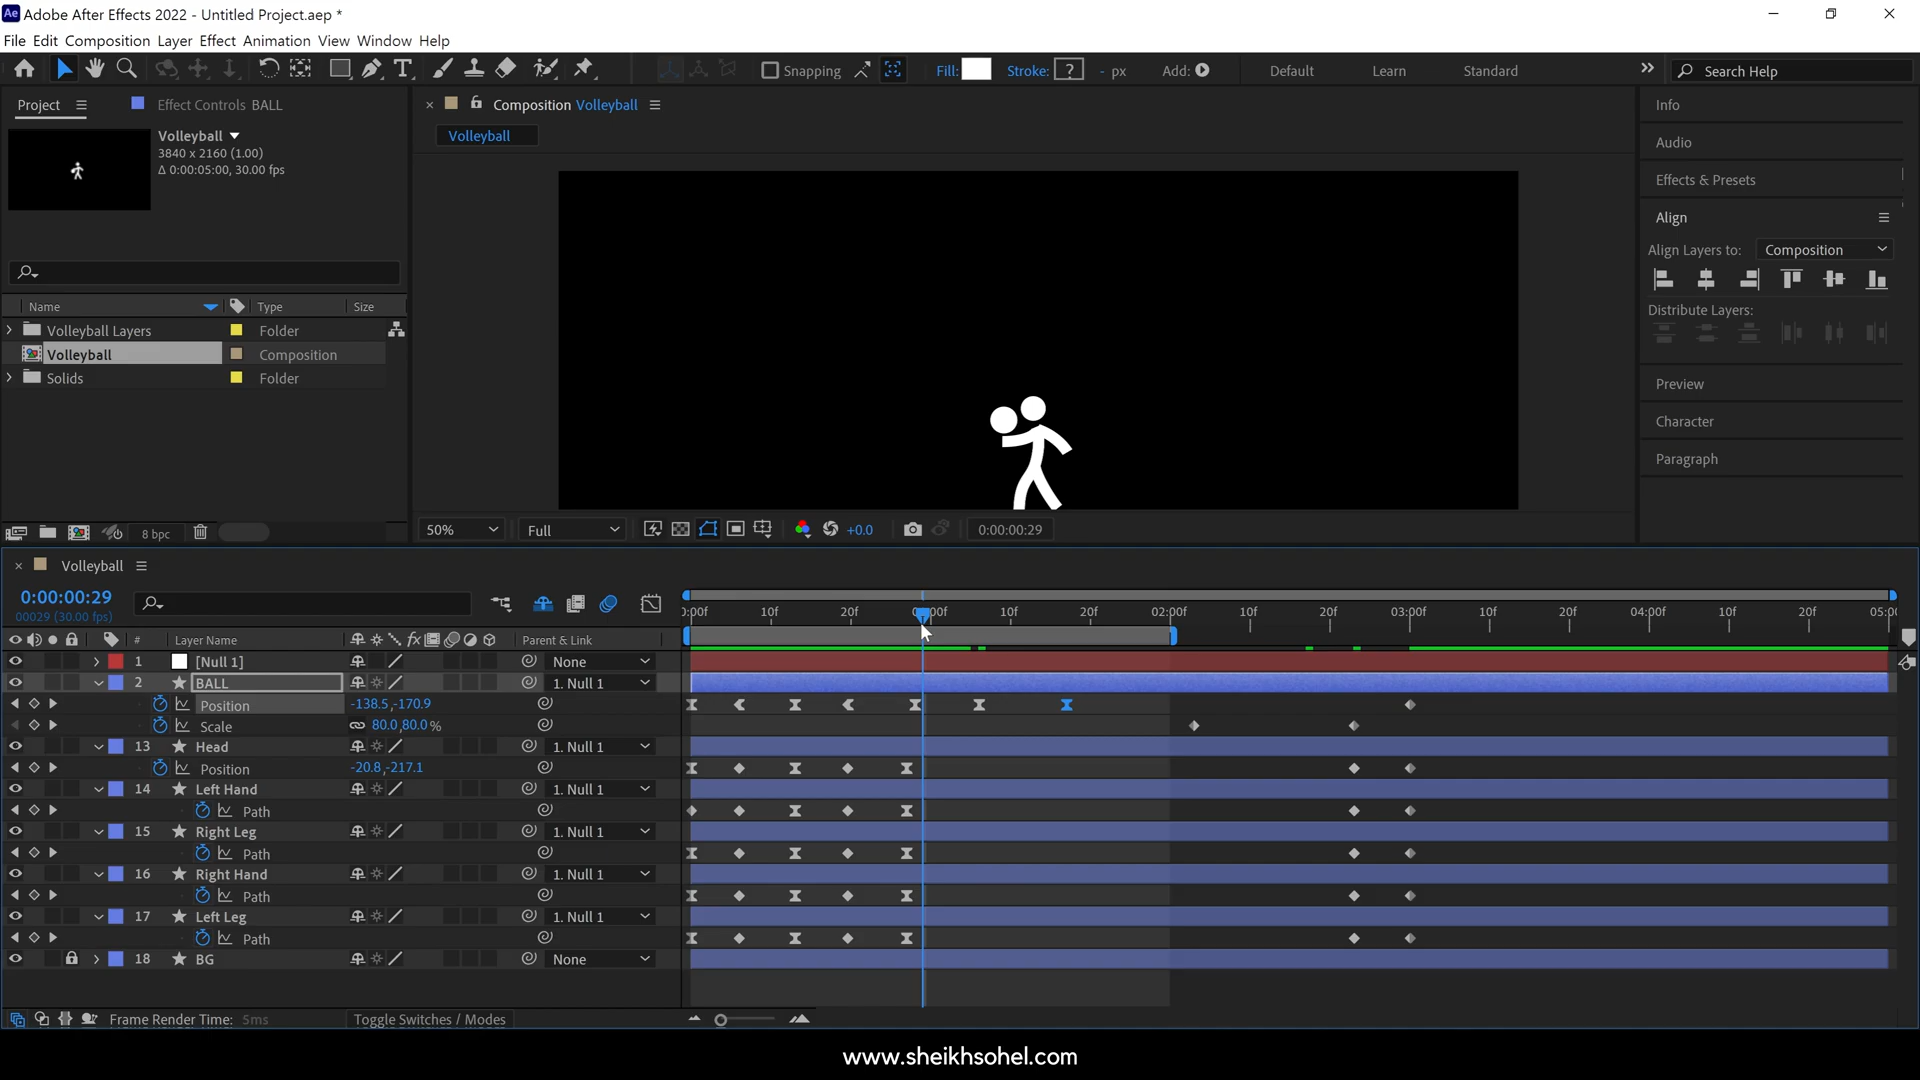 Ae Adobe After Effects 2022 - Untitled Project.aep *
File Edit Composition Layer Effect Animation View Window Help
Snapping Fill: Stroke: ? - px Add: Default Learn Standard Search Help
Project Effect Controls BALL
Composition Volleyball
Volleyball
3840 x 2160 (1.00)
Δ 0:00:05:00, 30.00 fps
Volleyball
Info
Audio
Effects & Presets
Align
Align Layers to: Composition
Distribute Layers:
Preview
Character
Paragraph
Name Type Size
Volleyball Layers Folder
Volleyball Composition
Solids Folder
8 bpc
50% Full +0.0 0:00:00:29
Volleyball
0:00:00:29
00029 (30.00 fps)
0:00f 10f 20f 0:00f 10f 20f 02:00f 10f 20f 03:00f 10f 20f 04:00f 10f 20f 05:0
# Layer Name fx Parent & Link
1 [Null 1] None
2 BALL 1. Null 1
Position -138.5,-170.9
Scale 80.0,80.0%
13 Head 1. Null 1
Position -20.8,-217.1
14 Left Hand 1. Null 1
Path
15 Right Leg 1. Null 1
Path
16 Right Hand 1. Null 1
Path
17 Left Leg 1. Null 1
Path
18 BG None
Frame Render Time: 5ms Toggle Switches / Modes
www.sheikhsohel.com